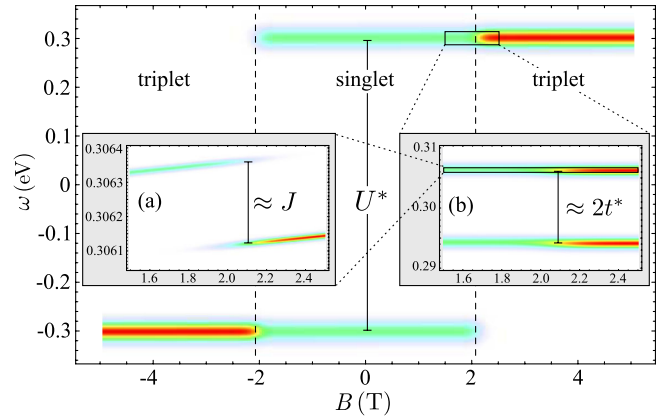 0.3
0.2
0.1
0
-0.1
-0.2
-0.3
ω (eV)
triplet singlet triplet
0.3064
0.3063
0.3062
0.3061
(a) ≈ J
1.6 1.8 2.0 2.2 2.4
U*
0.31
0.30
0.29
(b) ≈ 2t*
1.6 1.8 2.0 2.2 2.4
-4 -2 0 2 4
B (T)